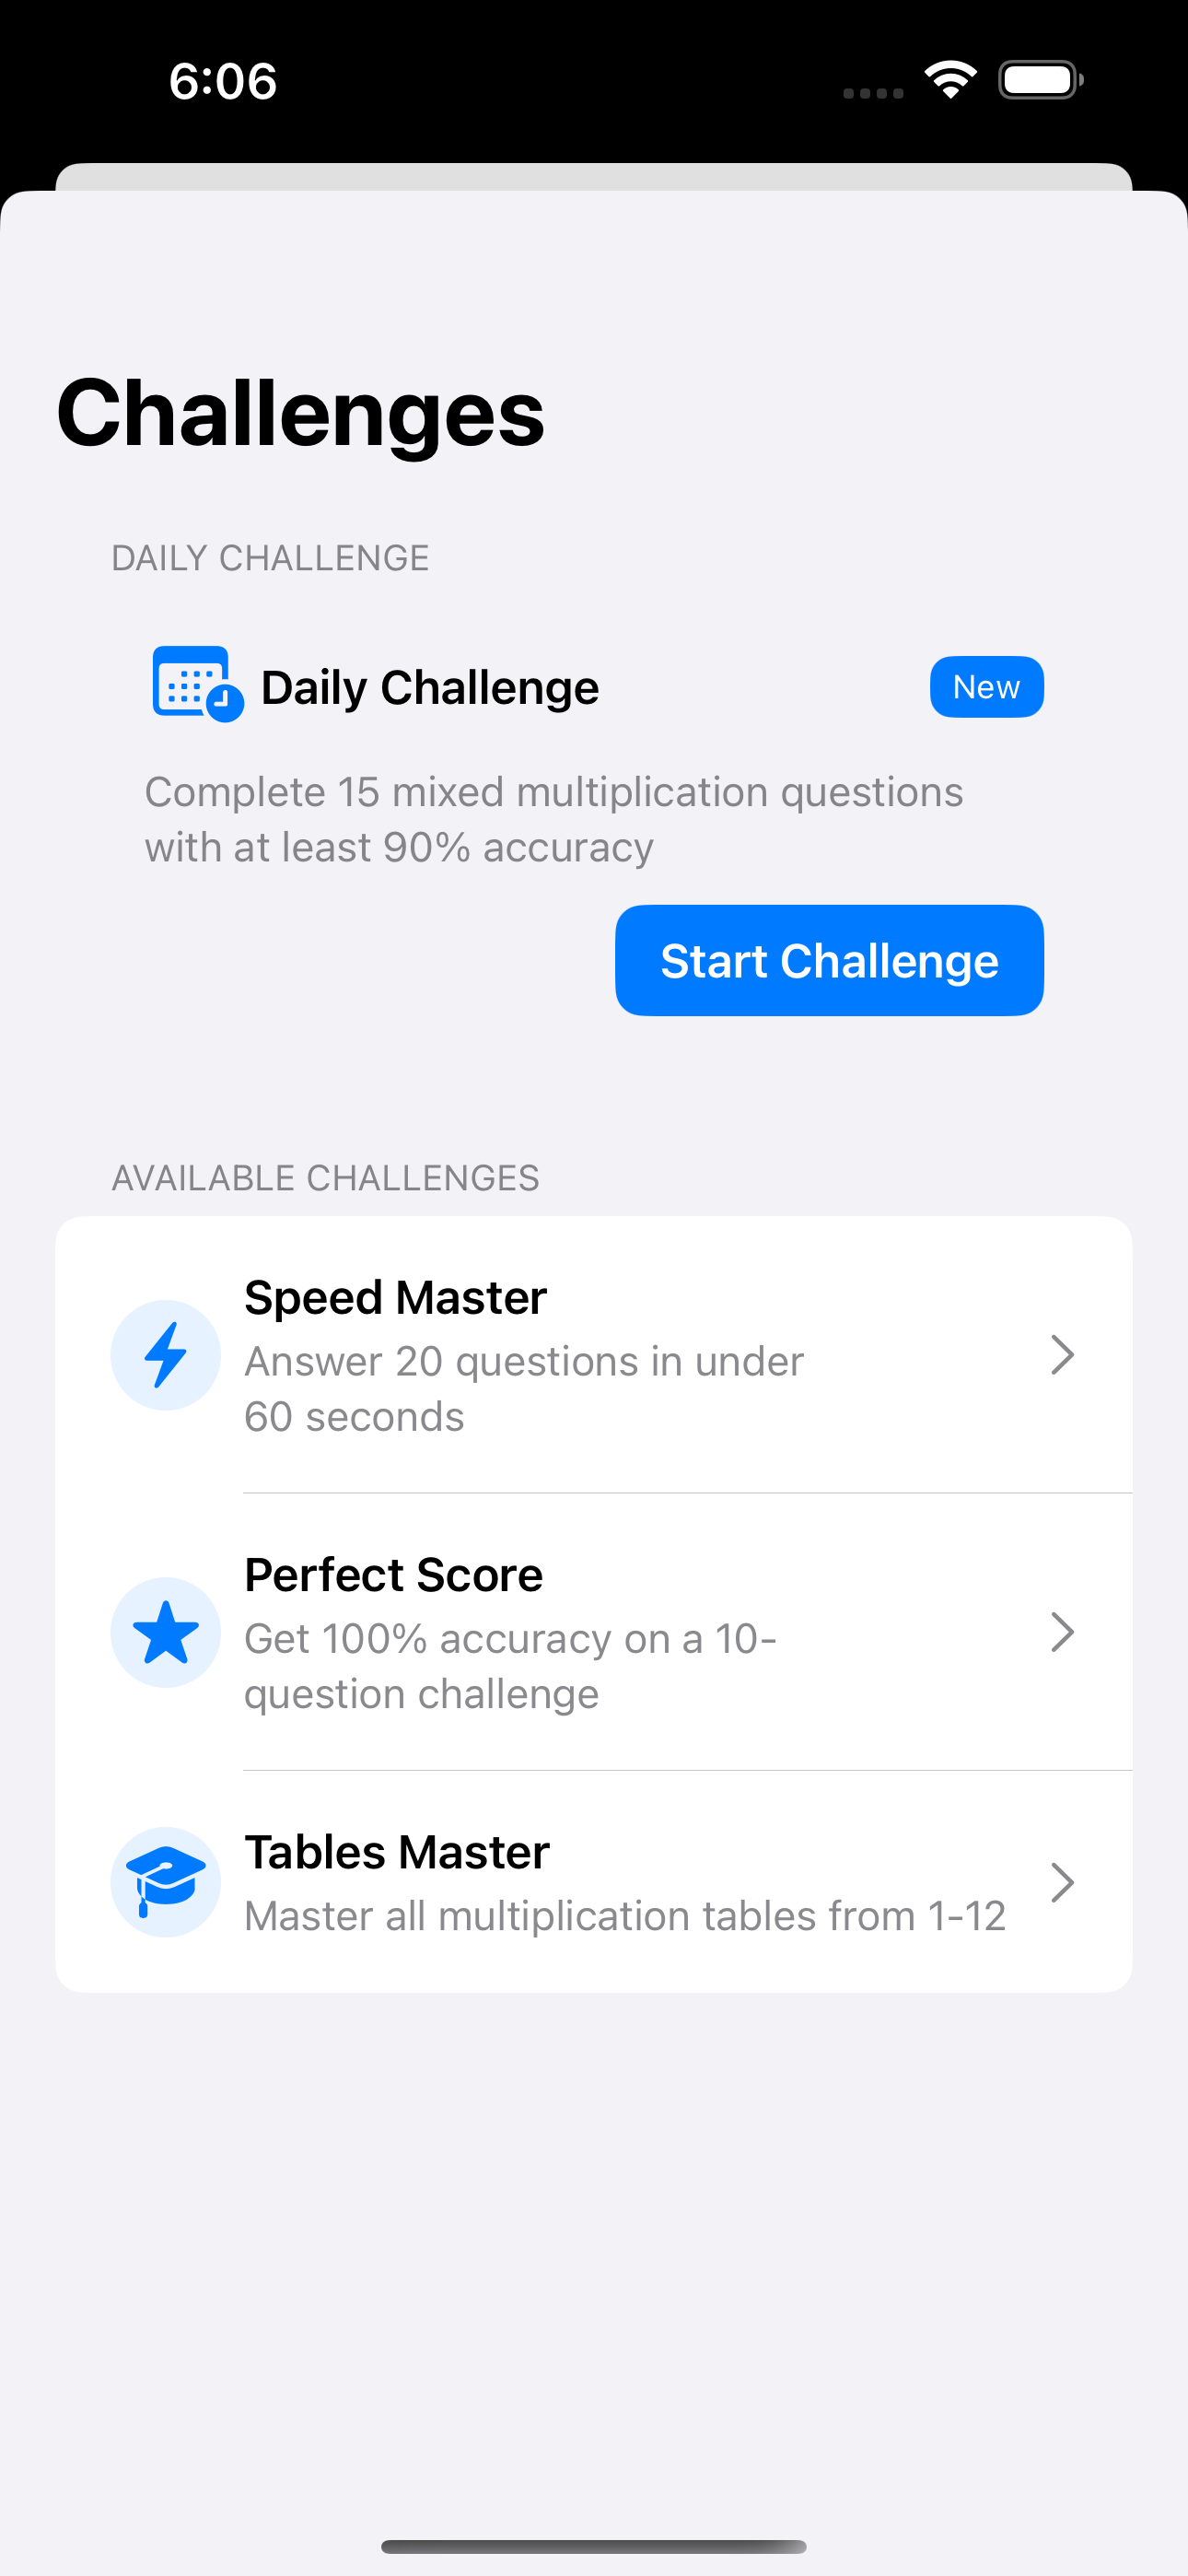 6:06
Challenges
DAILY CHALLENGE
Daily Challenge
New
Complete 15 mixed multiplication questions
with at least 90% accuracy
Start Challenge
AVAILABLE CHALLENGES
Speed Master
Answer 20 questions in under
60 seconds
Perfect Score
Get 100% accuracy on a 10-
question challenge
Tables Master
Master all multiplication tables from 1-12